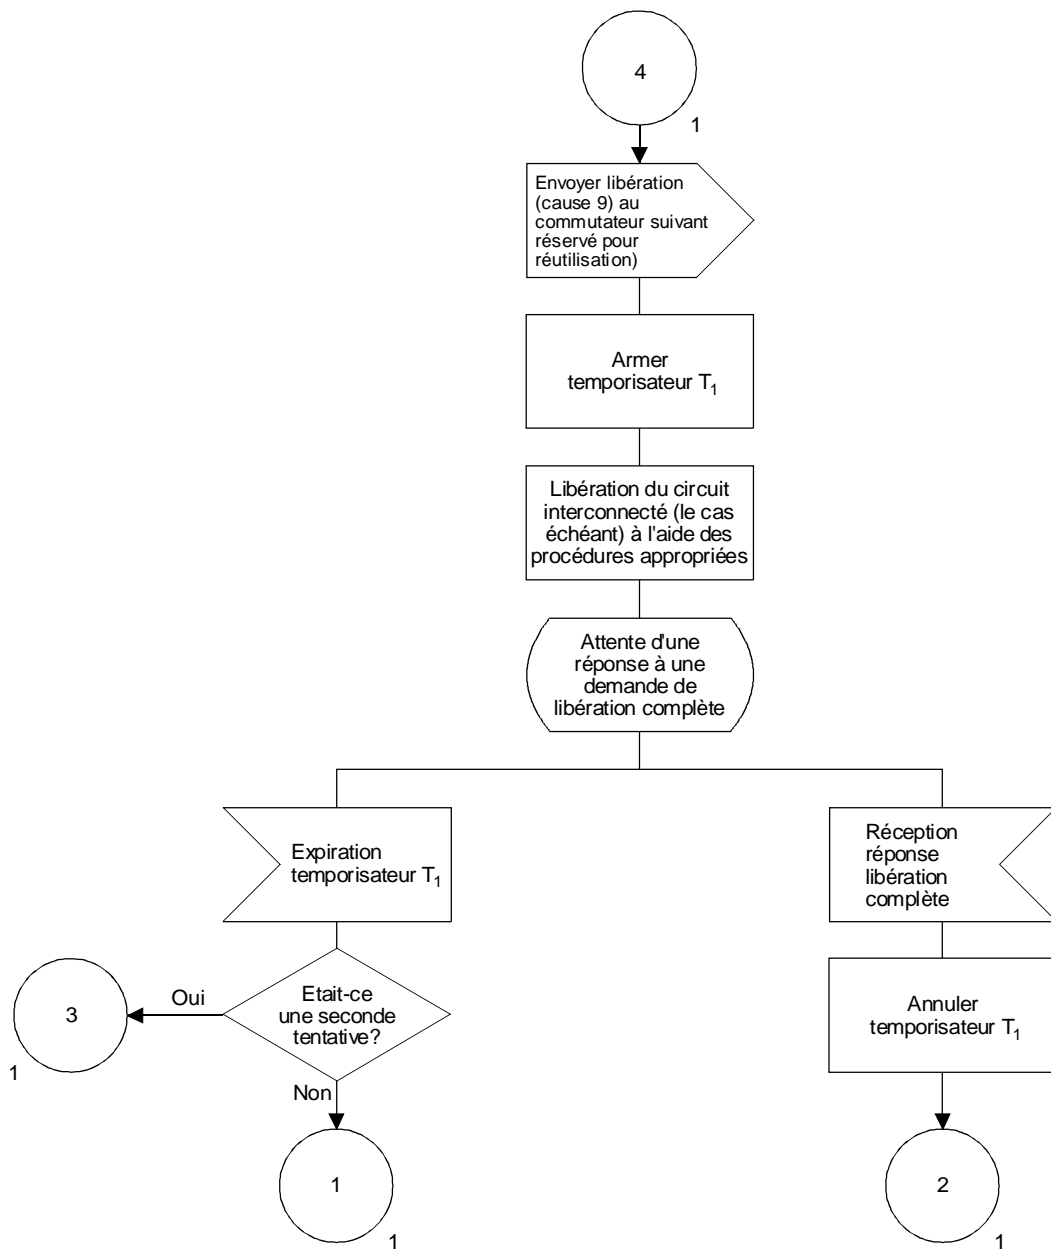 4
1
Envoyer libération
(cause 9) au
commutateur suivant
réservé pour
réutilisation)
Armer
temporisateur T1
Libération du circuit
interconnecté (le cas
échéant) à l'aide des
procédures appropriées
Attente d'une
réponse à une
demande de
libération complète
Expiration
temporisateur T1
Réception
réponse
libération
complète
Etait-ce
une seconde
tentative?
Oui
3
1
Non
Annuler
temporisateur T1
1
1
2
1